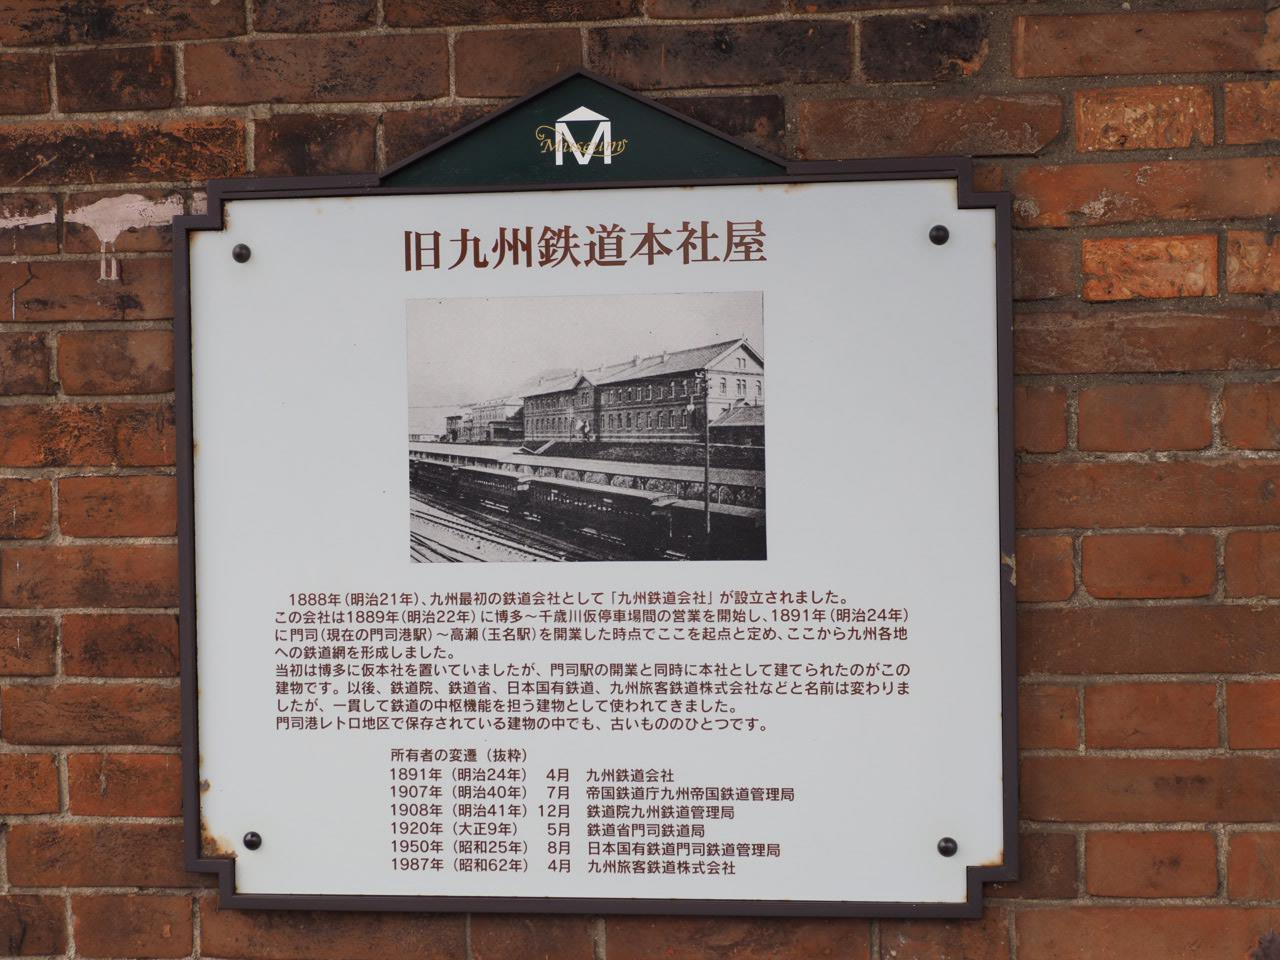 M
Museum
旧九州鉄道本社屋
1888年（明治21年）、九州最初の鉄道会社として「九州鉄道会社」が設立されました。
この会社は1889年（明治22年）に博多～千歳川仮停車場間の営業を開始し、1891年（明治24年）
に門司（現在の門司港駅）～高瀬（玉名駅）を開業した時点でここを起点と定め、ここから九州各地
への鉄道網を形成しました。
当初は博多に仮本社を置いていましたが、門司駅の開業と同時に本社として建てられたのがこの
建物です。以後、鉄道院、鉄道省、日本国有鉄道、九州旅客鉄道株式会社などと名前は変わりま
したが、一貫して鉄道の中枢機能を担う建物として使われてきました。
門司港レトロ地区で保存されている建物の中でも、古いもののひとつです。
所有者の変遷（抜粋）
1891年（明治24年） 4月 九州鉄道会社
1907年（明治40年） 7月 帝国鉄道庁九州帝国鉄道管理局
1908年（明治41年） 12月 鉄道院九州鉄道管理局
1920年（大正9年） 5月 鉄道省門司鉄道局
1950年（昭和25年） 8月 日本国有鉄道門司鉄道管理局
1987年（昭和62年） 4月 九州旅客鉄道株式会社